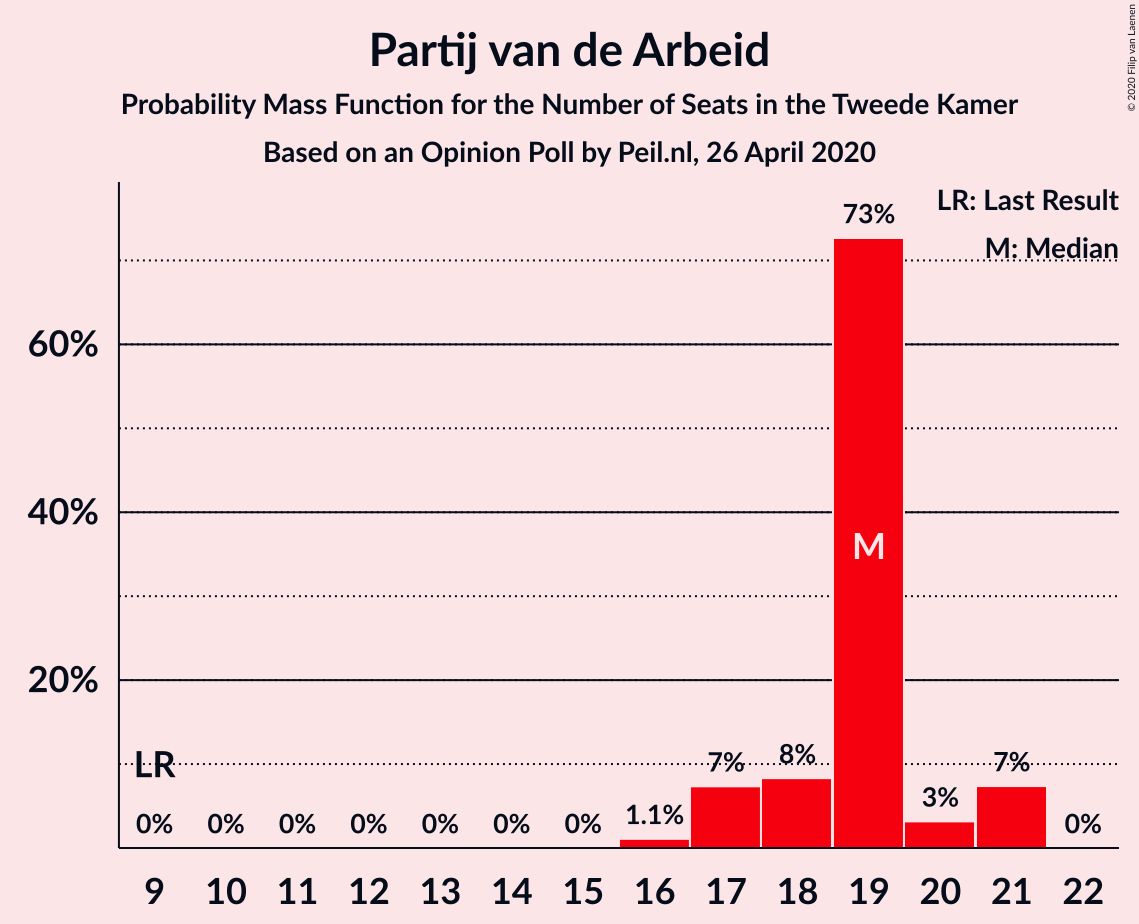 Partij van de Arbeid
Probability Mass Function for the Number of Seats in the Tweede Kamer
Based on an Opinion Poll by Peil.nl, 26 April 2020
© 2020 Filip van Laenen
LR: Last Result
M: Median
73%
60%
40%
M
20%
LR
0% 0% 0% 0% 0% 0% 0% 1.1% 7% 8% 3% 7% 0%
9 10 11 12 13 14 15 16 17 18 19 20 21 22